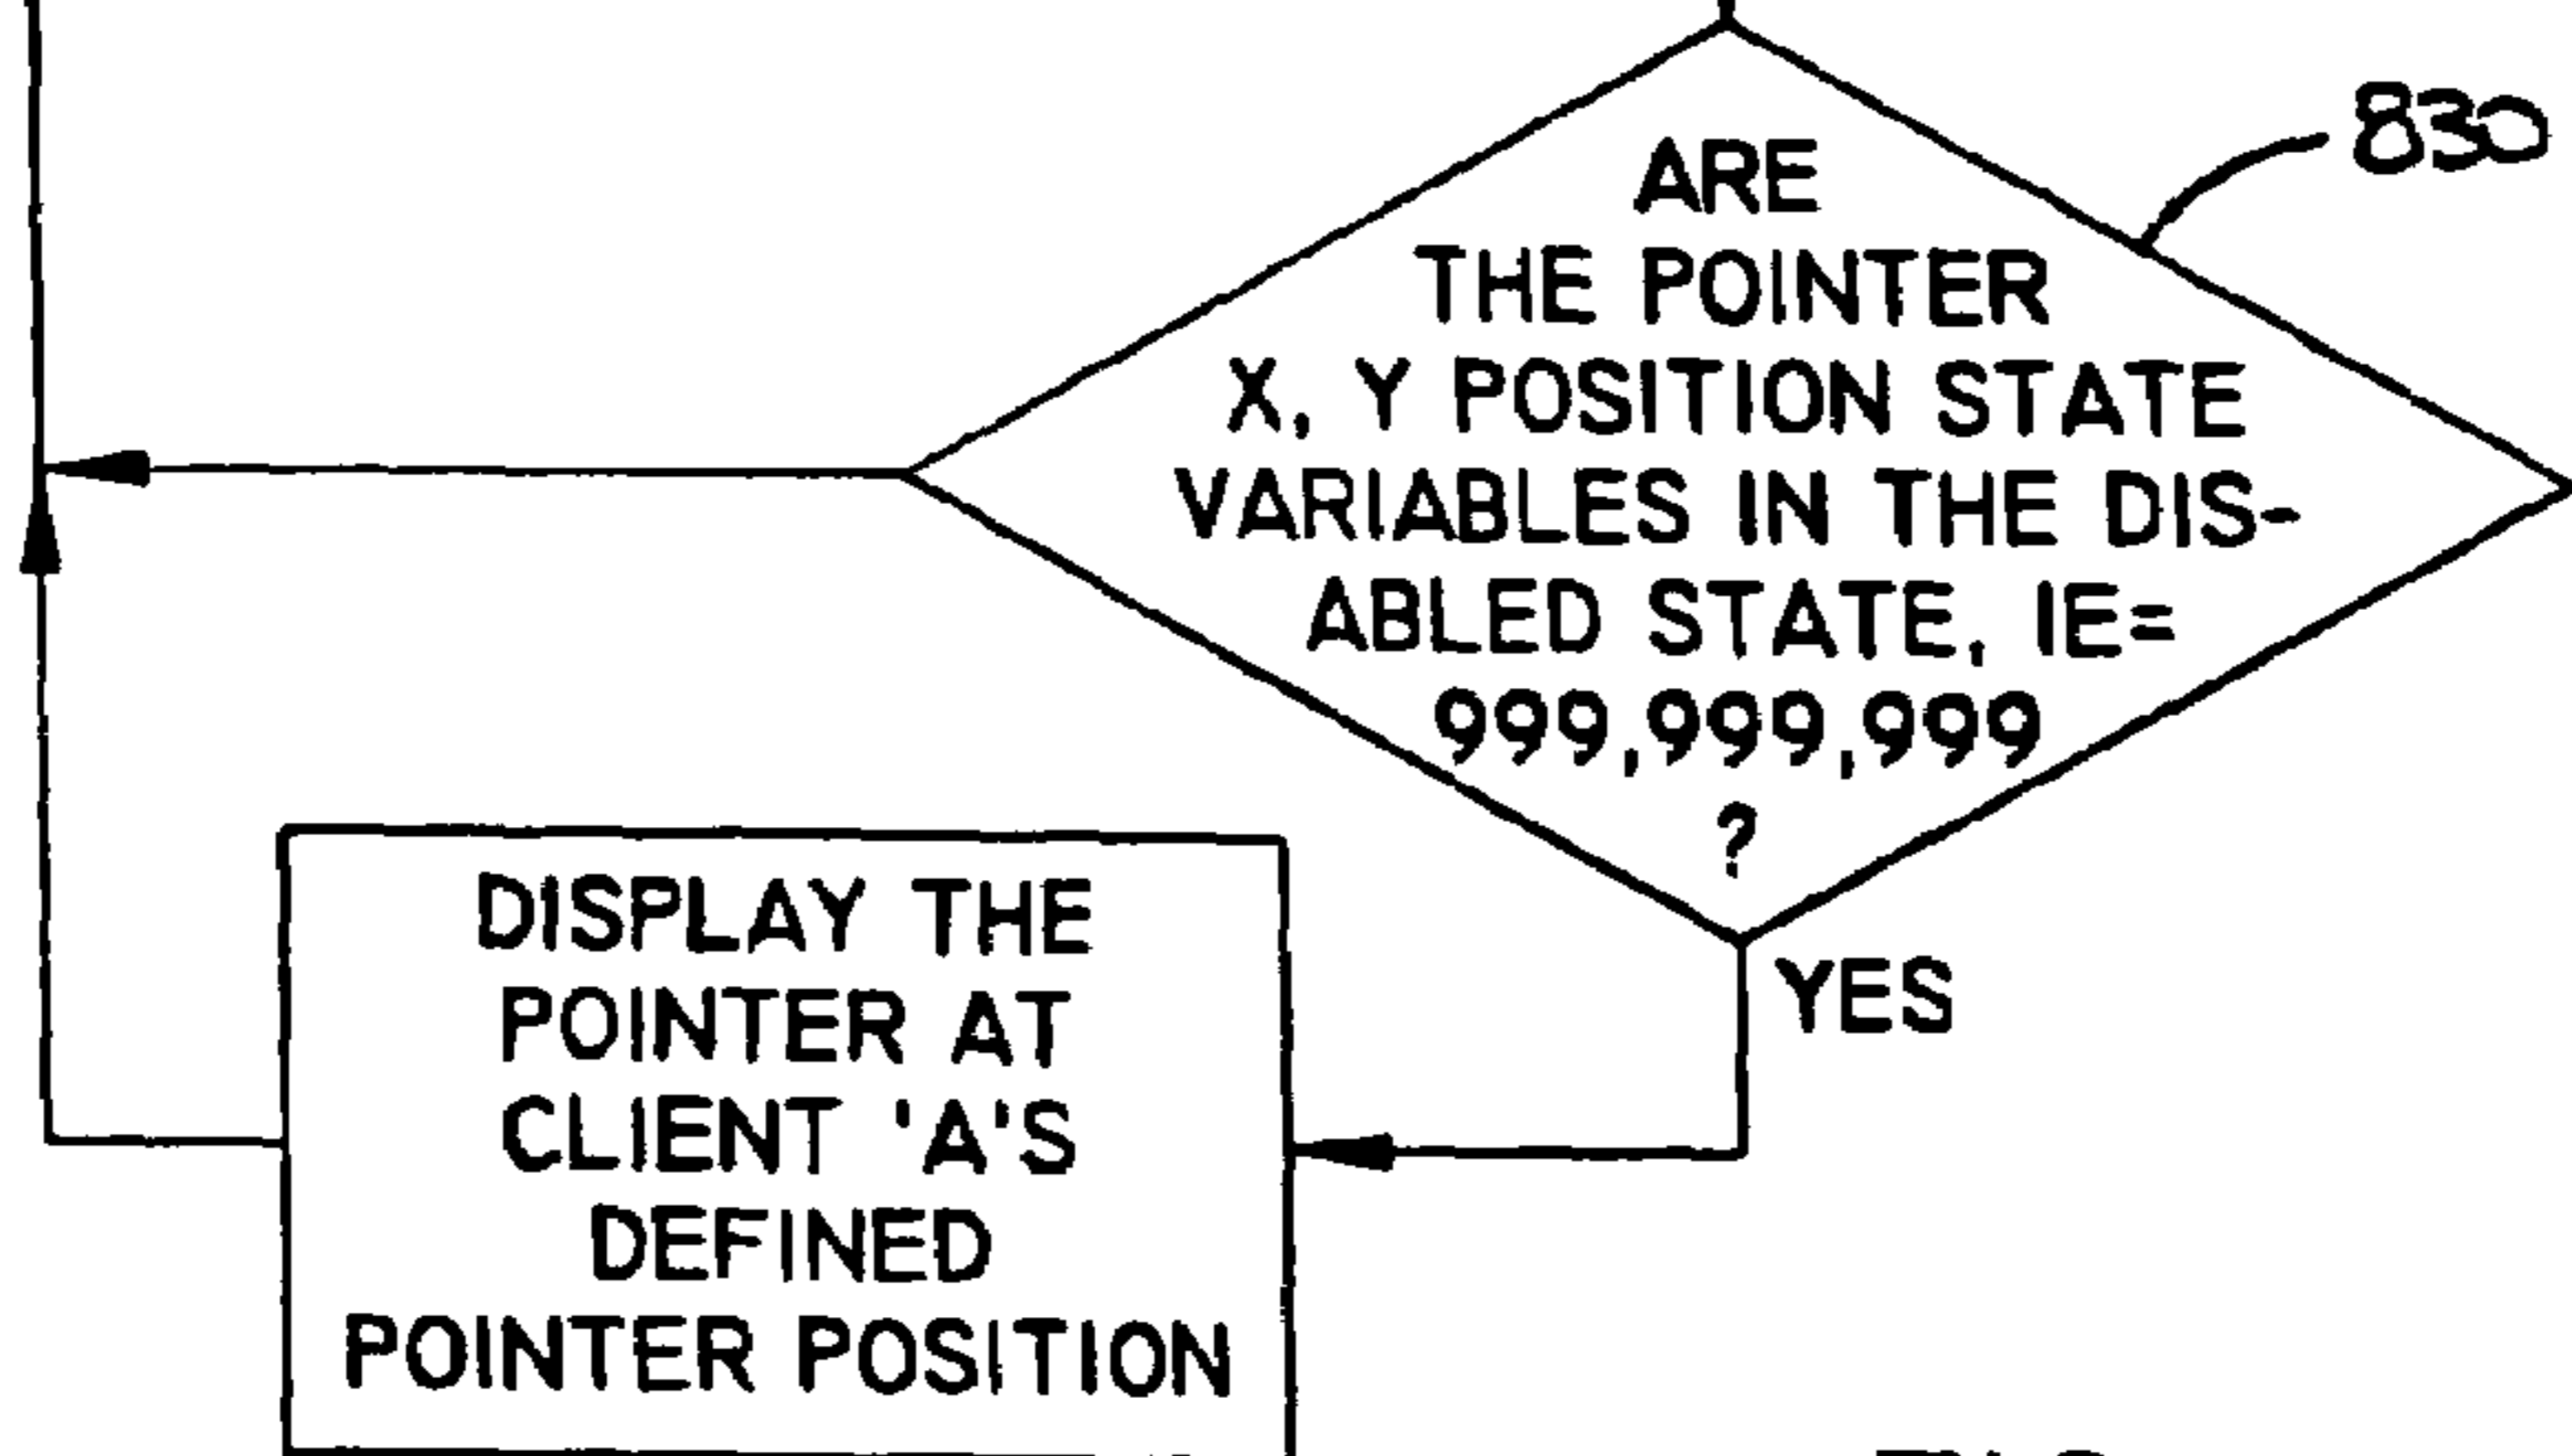 830
ARE
THE POINTER
X, Y POSITION STATE
VARIABLES IN THE DIS-
ABLED STATE, IE=
999,999,999
?
YES
DISPLAY THE
POINTER AT
CLIENT 'A'S
DEFINED
POINTER POSITION